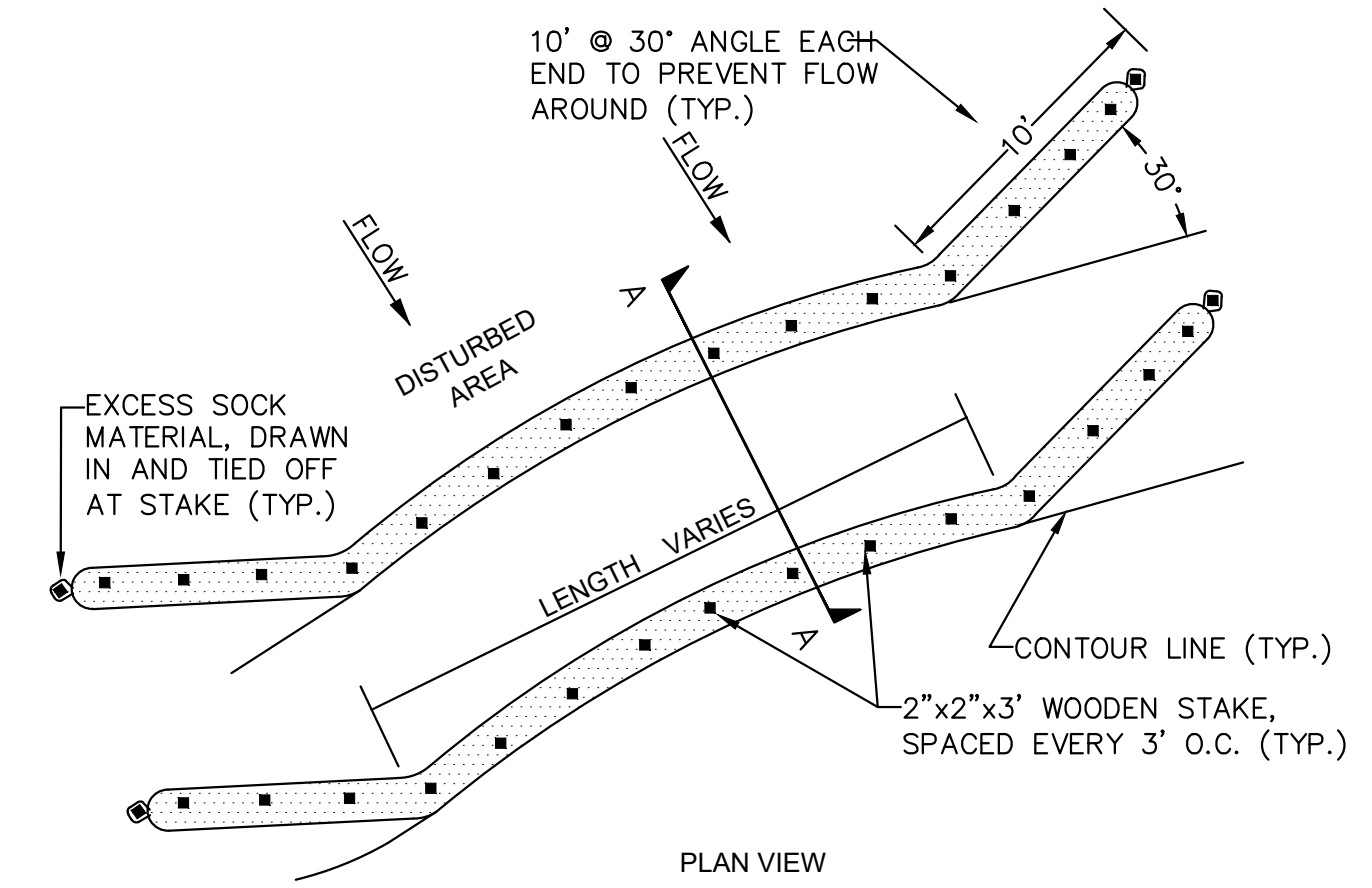 10' @ 30° ANGLE EACH
END TO PREVENT FLOW
AROUND (TYP.)
10'
30°
FLOW
FLOW
A
DISTURBED
AREA
EXCESS SOCK
MATERIAL, DRAWN
IN AND TIED OFF
AT STAKE (TYP.)
LENGTH VARIES
A
CONTOUR LINE (TYP.)
2"x2"x3' WOODEN STAKE,
SPACED EVERY 3' O.C. (TYP.)
PLAN VIEW